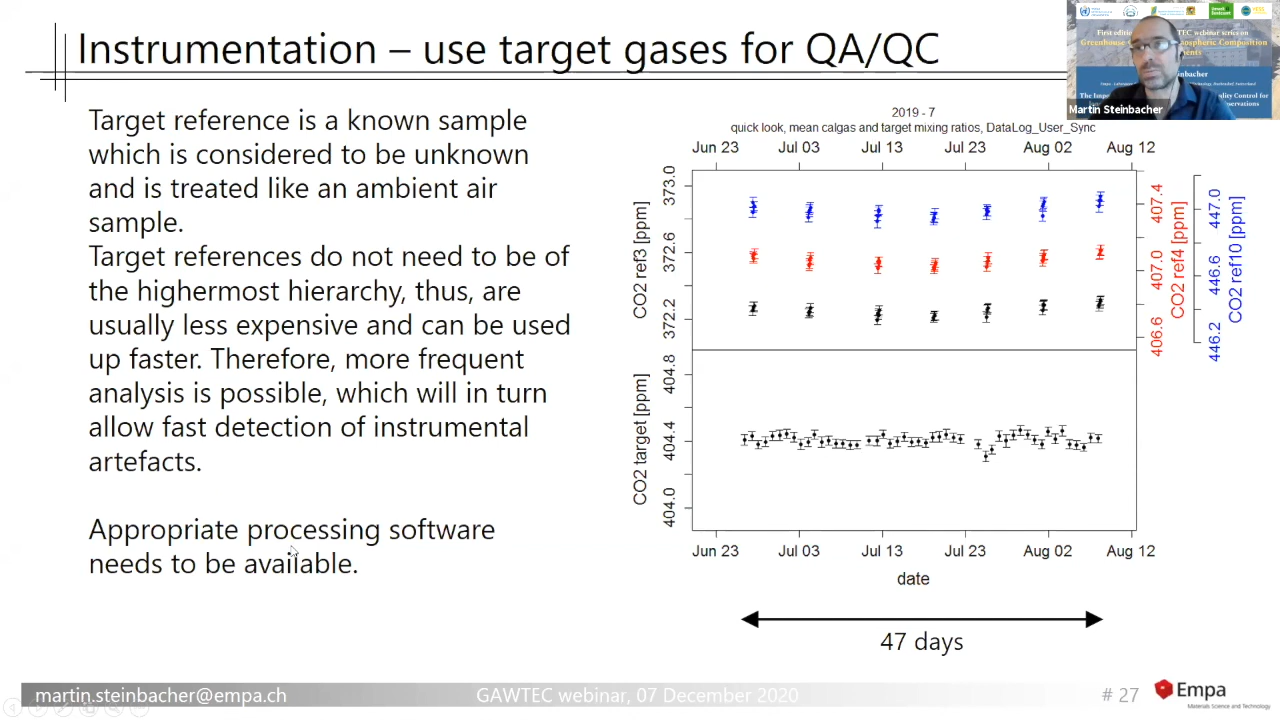 Instrumentation – use target gases for QA/QC
Target reference is a known sample
which is considered to be unknown
and is treated like an ambient air
sample.
Target references do not need to be of
the highermost hierarchy, thus, are
usually less expensive and can be used
up faster. Therefore, more frequent
analysis is possible, which will in turn
allow fast detection of instrumental
artefacts.
Appropriate processing software
needs to be available.
Martin Steinbacher
2019 - 7
quick look, mean calgas and target mixing ratios, DataLog_User_Sync
Jun 23 Jul 03 Jul 13 Jul 23 Aug 02 Aug 12
CO2 ref3 [ppm]
373.0
372.6
372.2
407.4
407.0
406.6
CO2 ref4 [ppm]
447.0
446.6
446.2
CO2 ref10 [ppm]
CO2 target [ppm]
404.8
404.4
404.0
Jun 23 Jul 03 Jul 13 Jul 23 Aug 02 Aug 12
date
47 days
martin.steinbacher@empa.ch
GAWTEC webinar, 07 December 2020
# 27
Empa
Materials Science and Technology